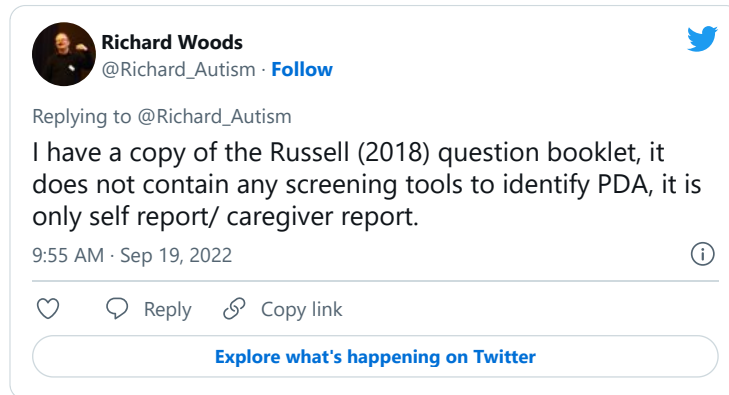 Richard Woods
@Richard_Autism · Follow
Replying to @Richard_Autism
I have a copy of the Russell (2018) question booklet, it
does not contain any screening tools to identify PDA, it is
only self report/ caregiver report.
9:55 AM · Sep 19, 2022
Reply Copy link
Explore what's happening on Twitter